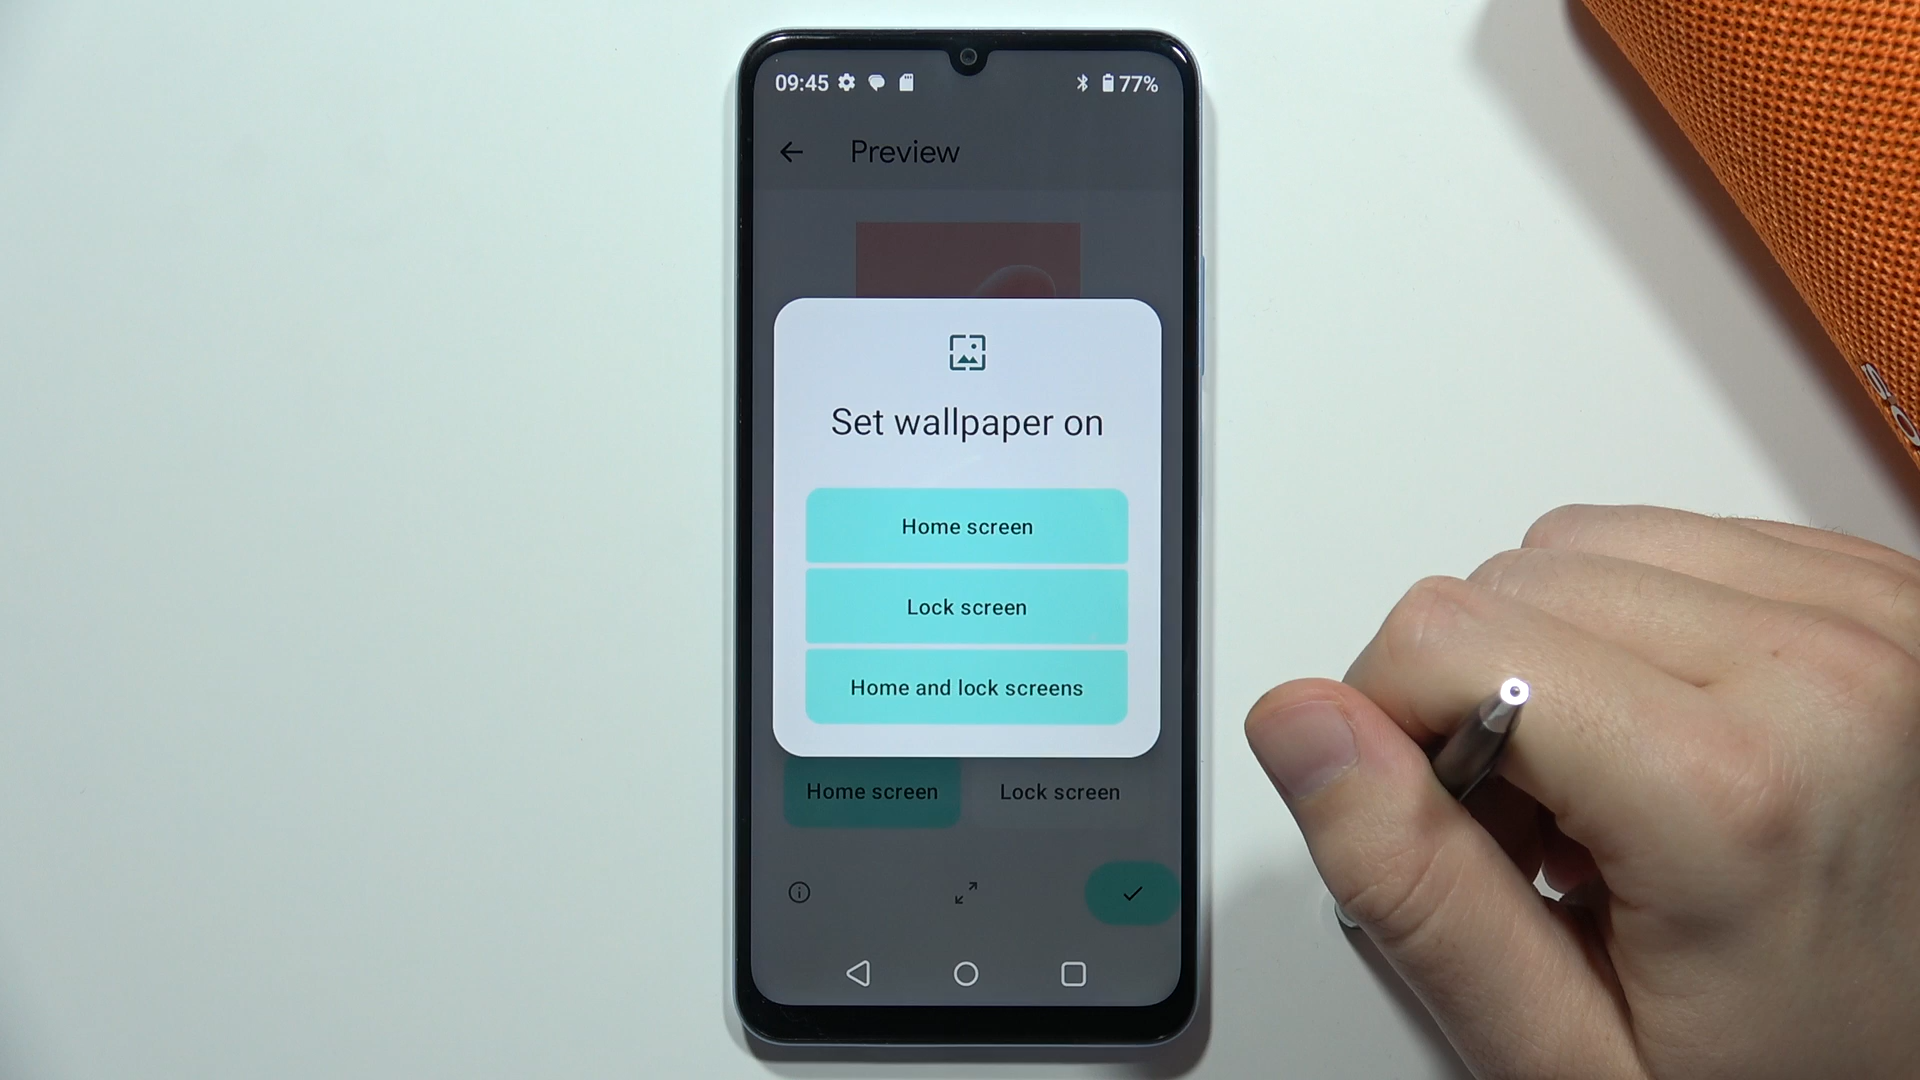 09:45 77%
Preview
Set wallpaper on
Home screen
Lock screen
Home and lock screens
Home screen Lock screen
SO